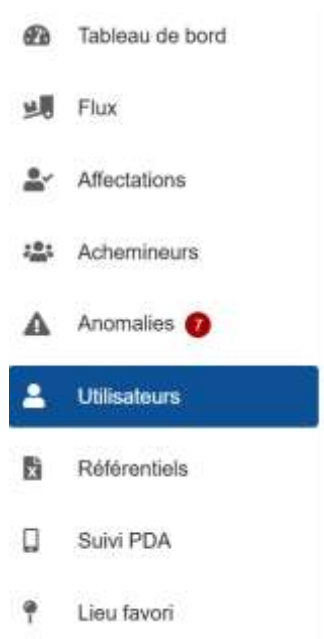 Tableau de bord
Flux
Affectations
Achemineurs
Anomalies 7
Utilisateurs
Référentiels
Suivi PDA
Lieu favori